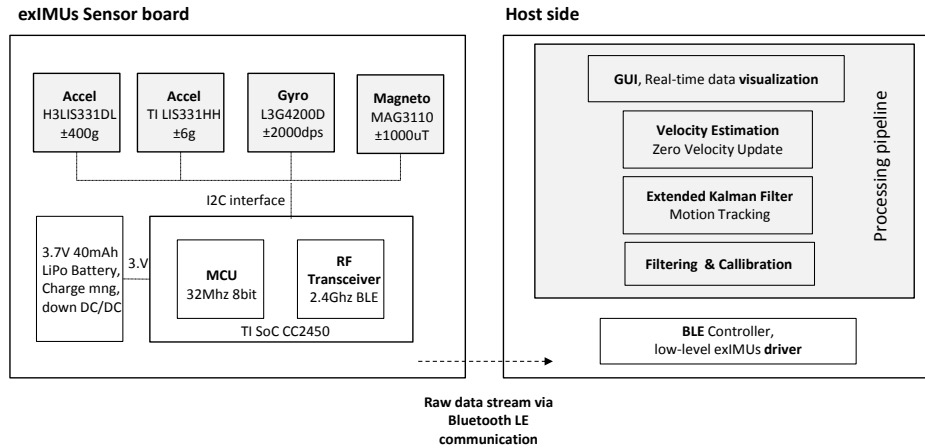 exIMUs Sensor board
Accel
H3LIS331DL
±400g
Accel
TI LIS331HH
±6g
Gyro
L3G4200D
±2000dps
Magneto
MAG3110
±1000uT
I2C interface
3.7V 40mAh
LiPo Battery,
Charge mng,
down DC/DC
3.V
MCU
32Mhz 8bit
RF
Transceiver
2.4Ghz BLE
TI SoC CC2450
Host side
GUI, Real-time data visualization
Velocity Estimation
Zero Velocity Update
Extended Kalman Filter
Motion Tracking
Filtering & Callibration
Processing pipeline
BLE Controller,
low-level exIMUs driver
Raw data stream via
Bluetooth LE
communication